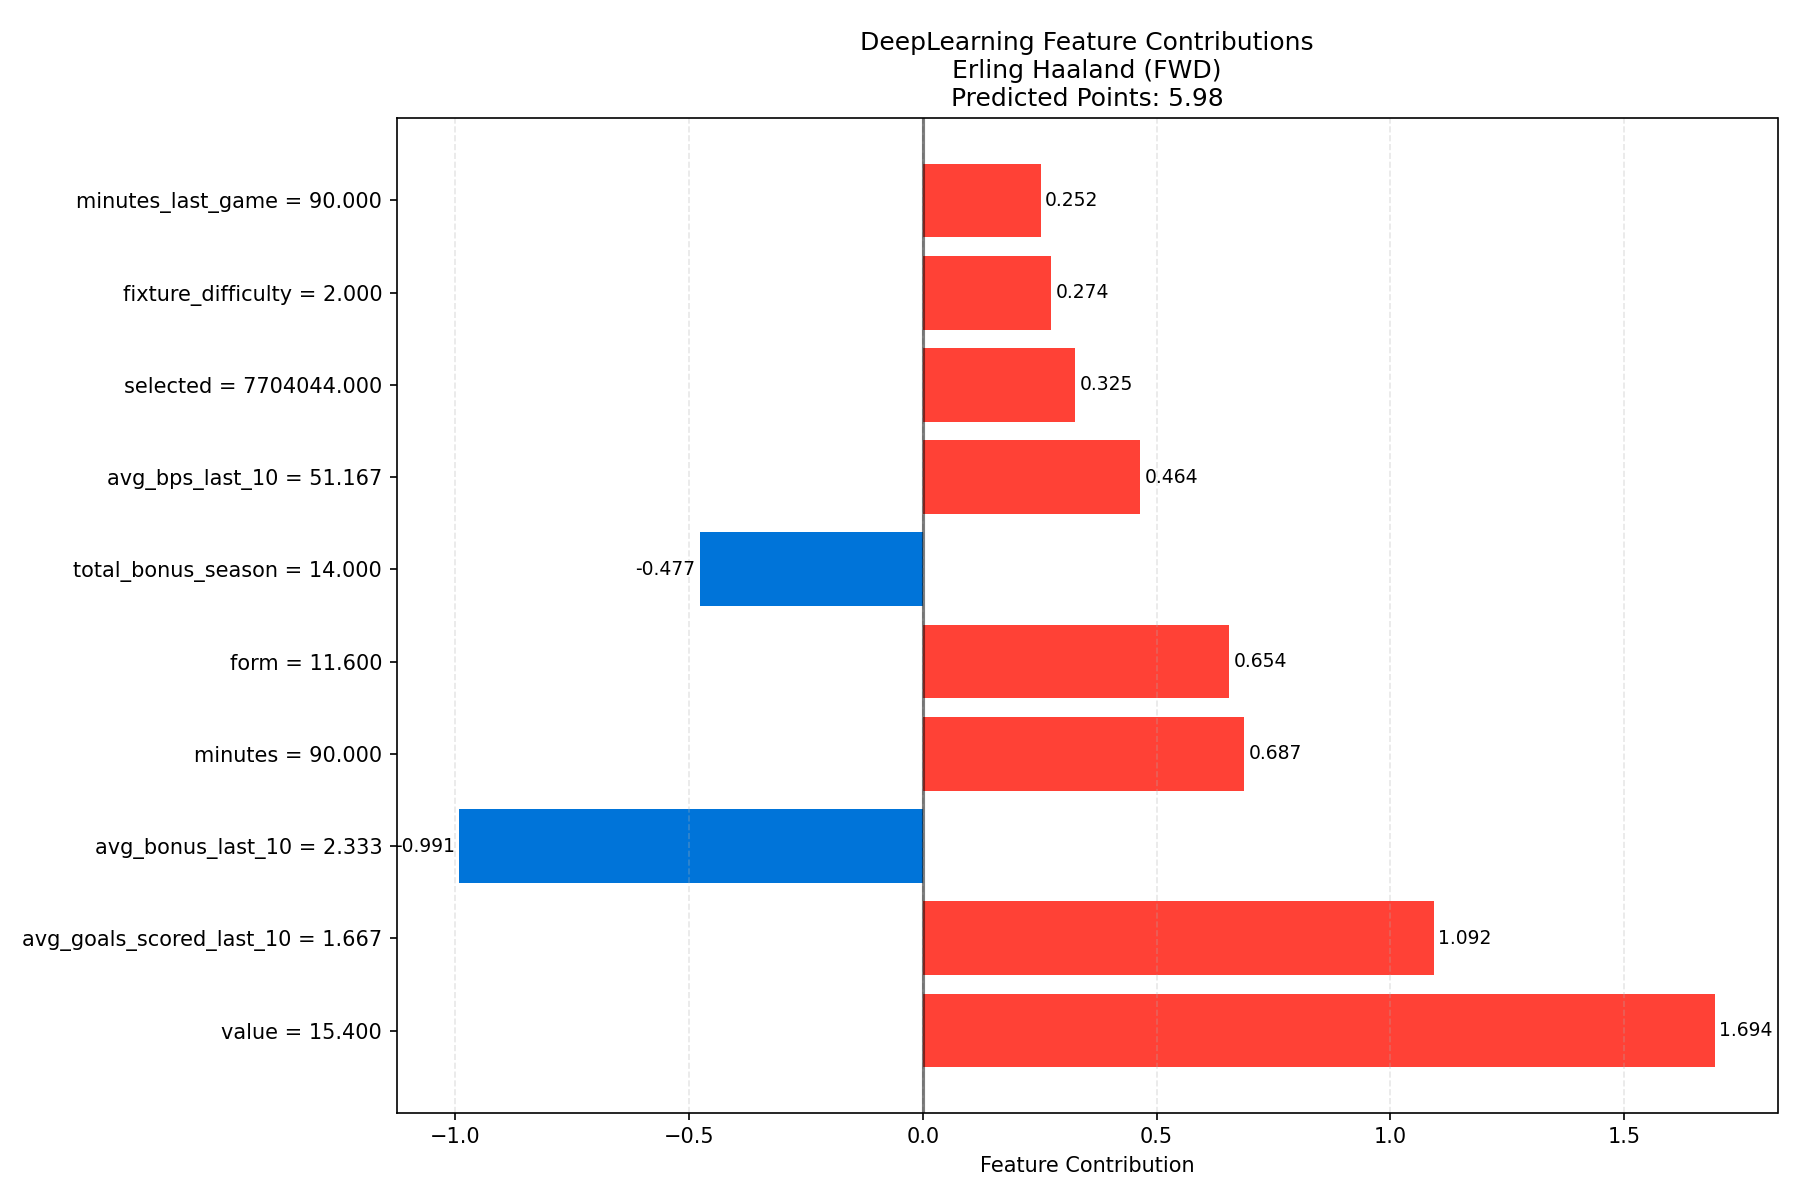 DeepLearning Feature Contributions
Erling Haaland (FWD)
Predicted Points: 5.98
minutes_last_game = 90.000
0.252
fixture_difficulty = 2.000
0.274
selected = 7704044.000
0.325
avg_bps_last_10 = 51.167
0.464
total_bonus_season = 14.000
-0.477
form = 11.600
0.654
minutes = 90.000
0.687
avg_bonus_last_10 = 2.333
-0.991
avg_goals_scored_last_10 = 1.667
1.092
value = 15.400
1.694
−1.0 −0.5 0.0 0.5 1.0 1.5
Feature Contribution